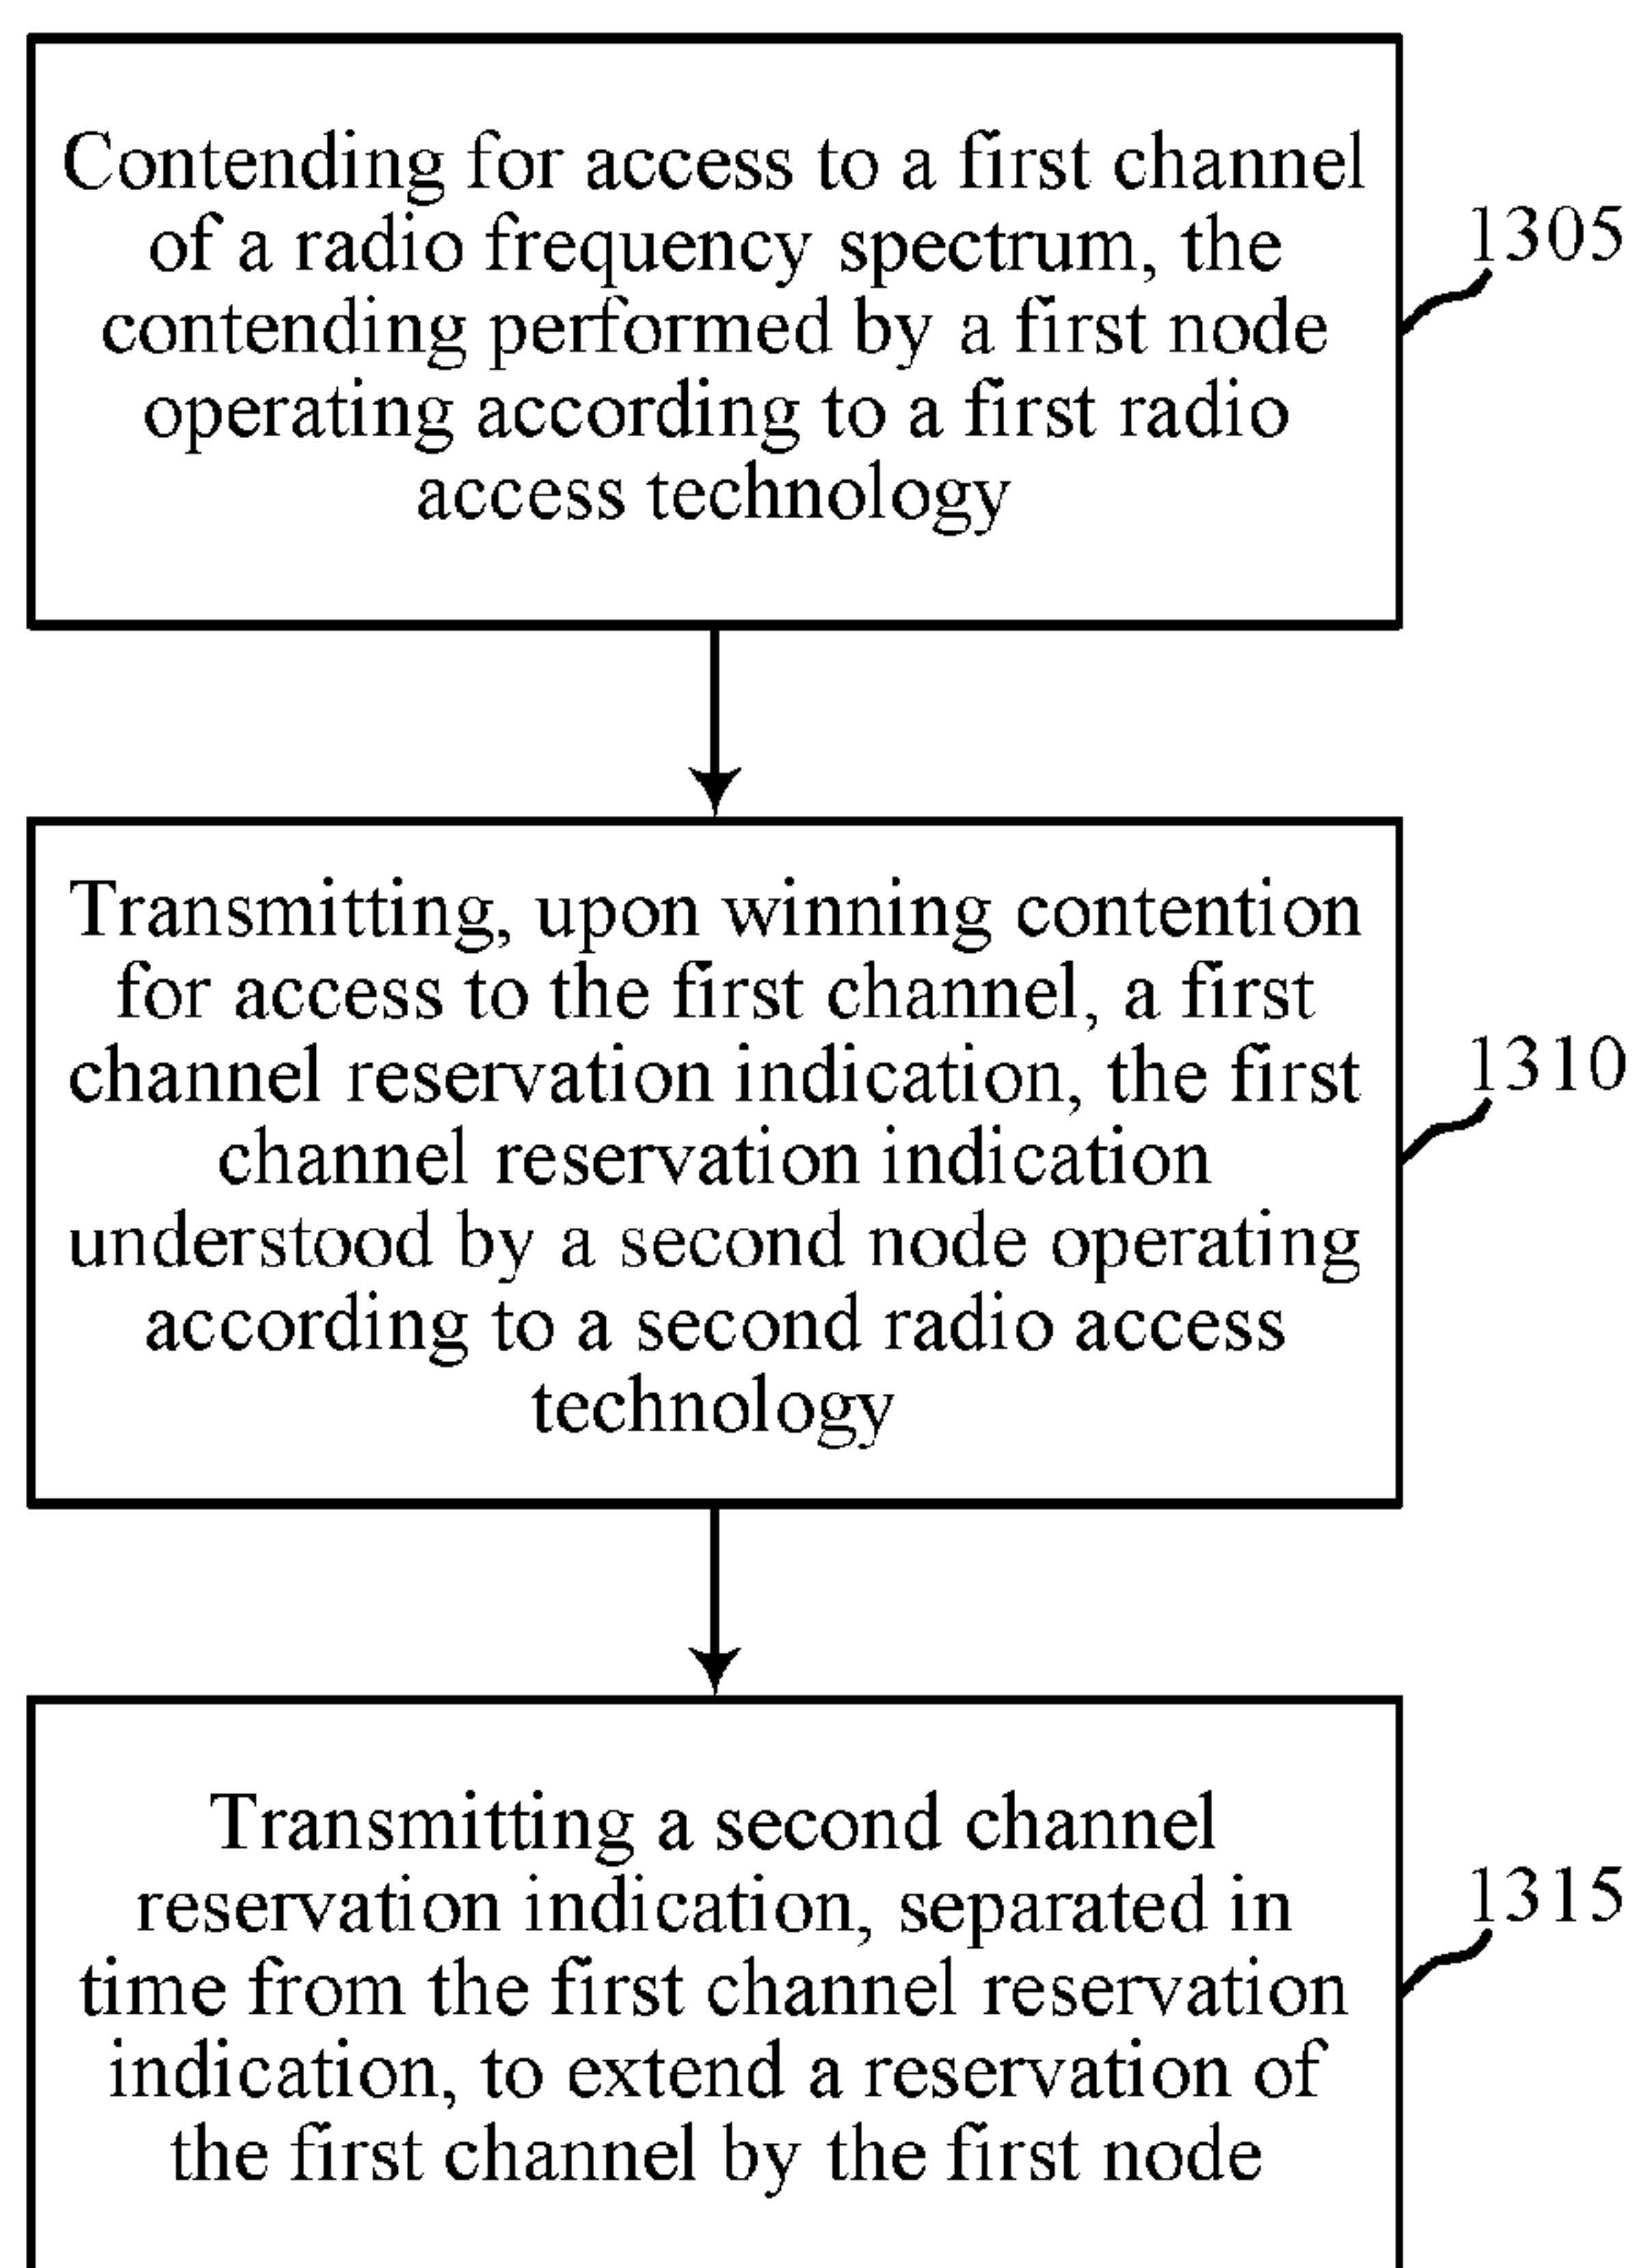 Contending for access to a first channel
of a radio frequency spectrum, the
contending performed by a first node
operating according to a first radio
access technology
1305
Transmitting, upon winning contention
for access to the first channel, a first
channel reservation indication, the first
channel reservation indication
understood by a second node operating
according to a second radio access
technology
1310
Transmitting a second channel
reservation indication, separated in
time from the first channel reservation
indication, to extend a reservation of
the first channel by the first node
1315